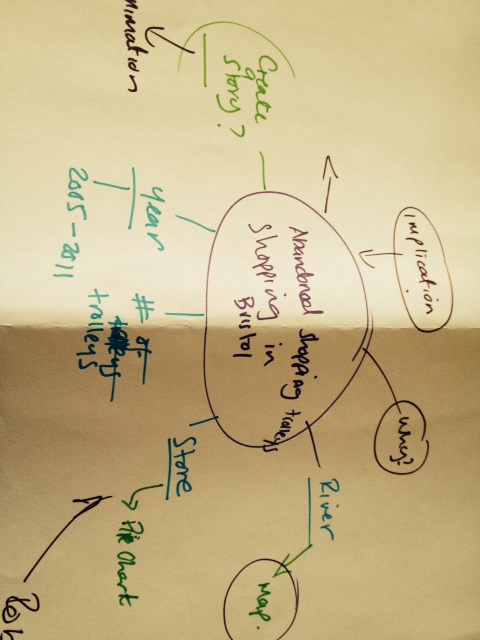 Implication
Why?
Abandoned Shopping trolleys
Shopping in
Bristol
River
Map.
Create
a
story?
Store
nimation
year
# of
trolleys
trolleys
Pie Chart
2005-2011